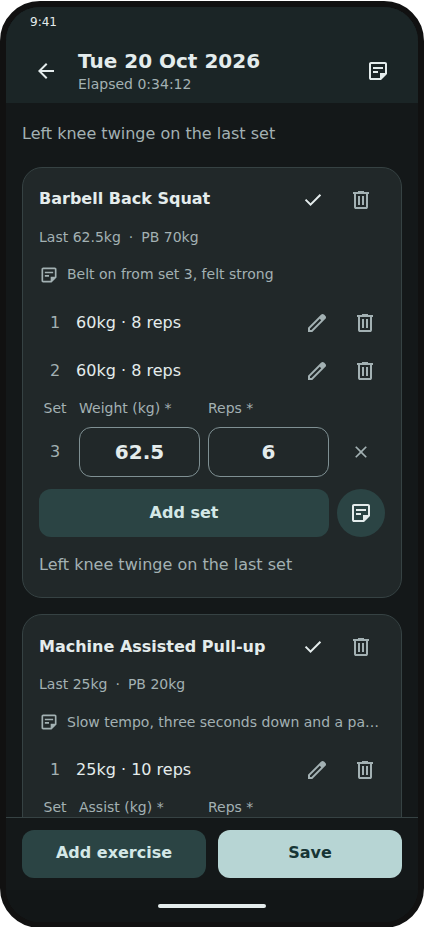 9:41
Tue 20 Oct 2026
Elapsed 0:34:12
Left knee twinge on the last set
Barbell Back Squat
Last 62.5kg · PB 70kg
Belt on from set 3, felt strong
1 60kg · 8 reps
2 60kg · 8 reps
Set Weight (kg) * Reps *
3 62.5 6
Add set
Left knee twinge on the last set
Machine Assisted Pull-up
Last 25kg · PB 20kg
Slow tempo, three seconds down and a pa...
1 25kg · 10 reps
Set Assist (kg) * Reps *
Add exercise Save